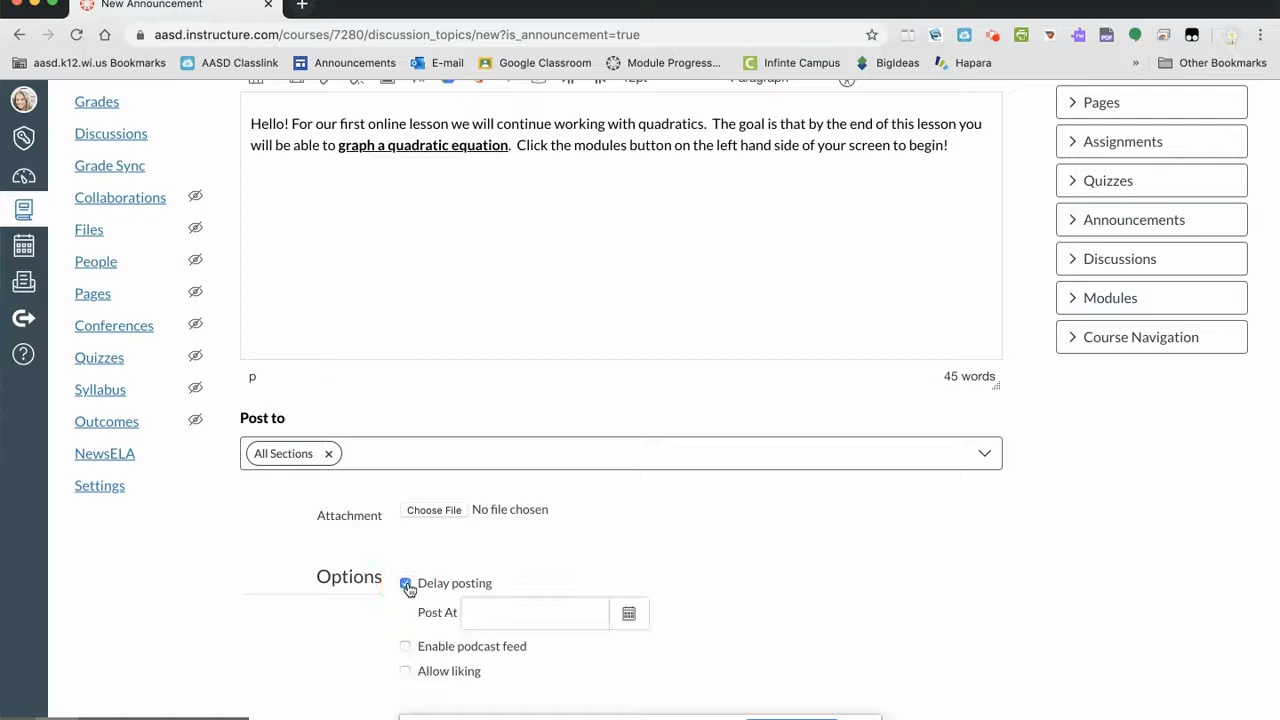 New Announcement
aasd.instructure.com/courses/7280/discussion_topics/new?is_announcement=true
aasd.k12.wi.us Bookmarks AASD Classlink Announcements E-mail Google Classroom Module Progress... Infinte Campus BigIdeas Hapara » Other Bookmarks
Grades
Discussions
Grade Sync
Collaborations
Files
People
Pages
Conferences
Quizzes
Syllabus
Outcomes
NewsELA
Settings
Hello! For our first online lesson we will continue working with quadratics. The goal is that by the end of this lesson you
will be able to graph a quadratic equation. Click the modules button on the left hand side of your screen to begin!
p 45 words
Post to
All Sections
Attachment Choose File No file chosen
Options Delay posting
Post At
Enable podcast feed
Allow liking
Pages
Assignments
Quizzes
Announcements
Discussions
Modules
Course Navigation